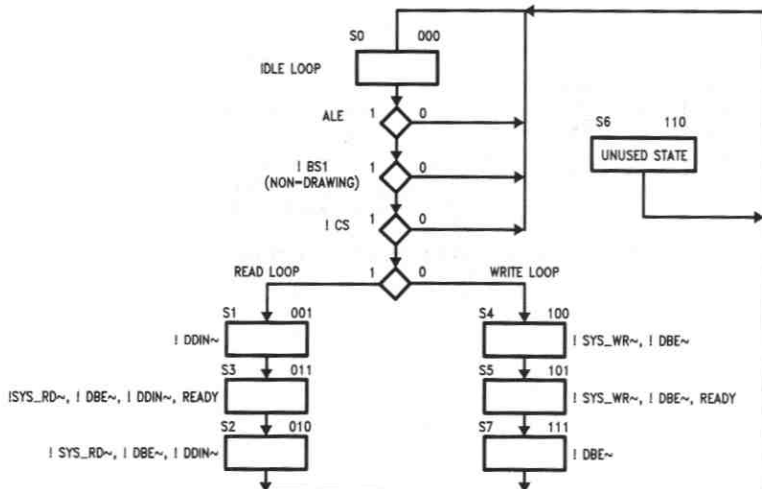 S0 000
IDLE LOOP
ALE 1 0
S6 110
UNUSED STATE
! BS1 1 0
(NON-DRAWING)
! CS 1 0
READ LOOP 1 0 WRITE LOOP
S1 001 S4 100
! DDIN~ ! SYS_WR~, ! DBE~
S3 011 S5 101
!SYS_RD~, ! DBE~, ! DDIN~, READY ! SYS_WR~, ! DBE~, READY
S2 010 S7 111
! SYS_RD~, ! DBE~, ! DDIN~ ! DBE~